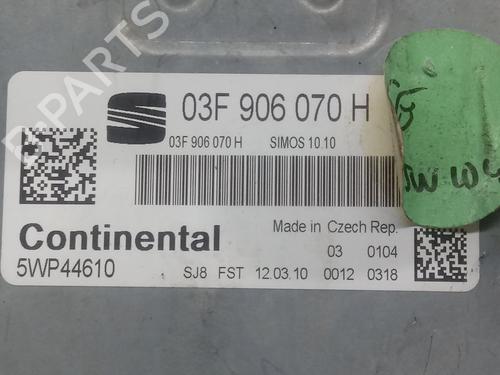 03F 906 070 H
03F 906 070 H SIMOS 10.10
Made in Czech Rep.
Continental
03 0104
5WP44610
SJ8 FST 12.03.10 0012 0318
B-PARTS